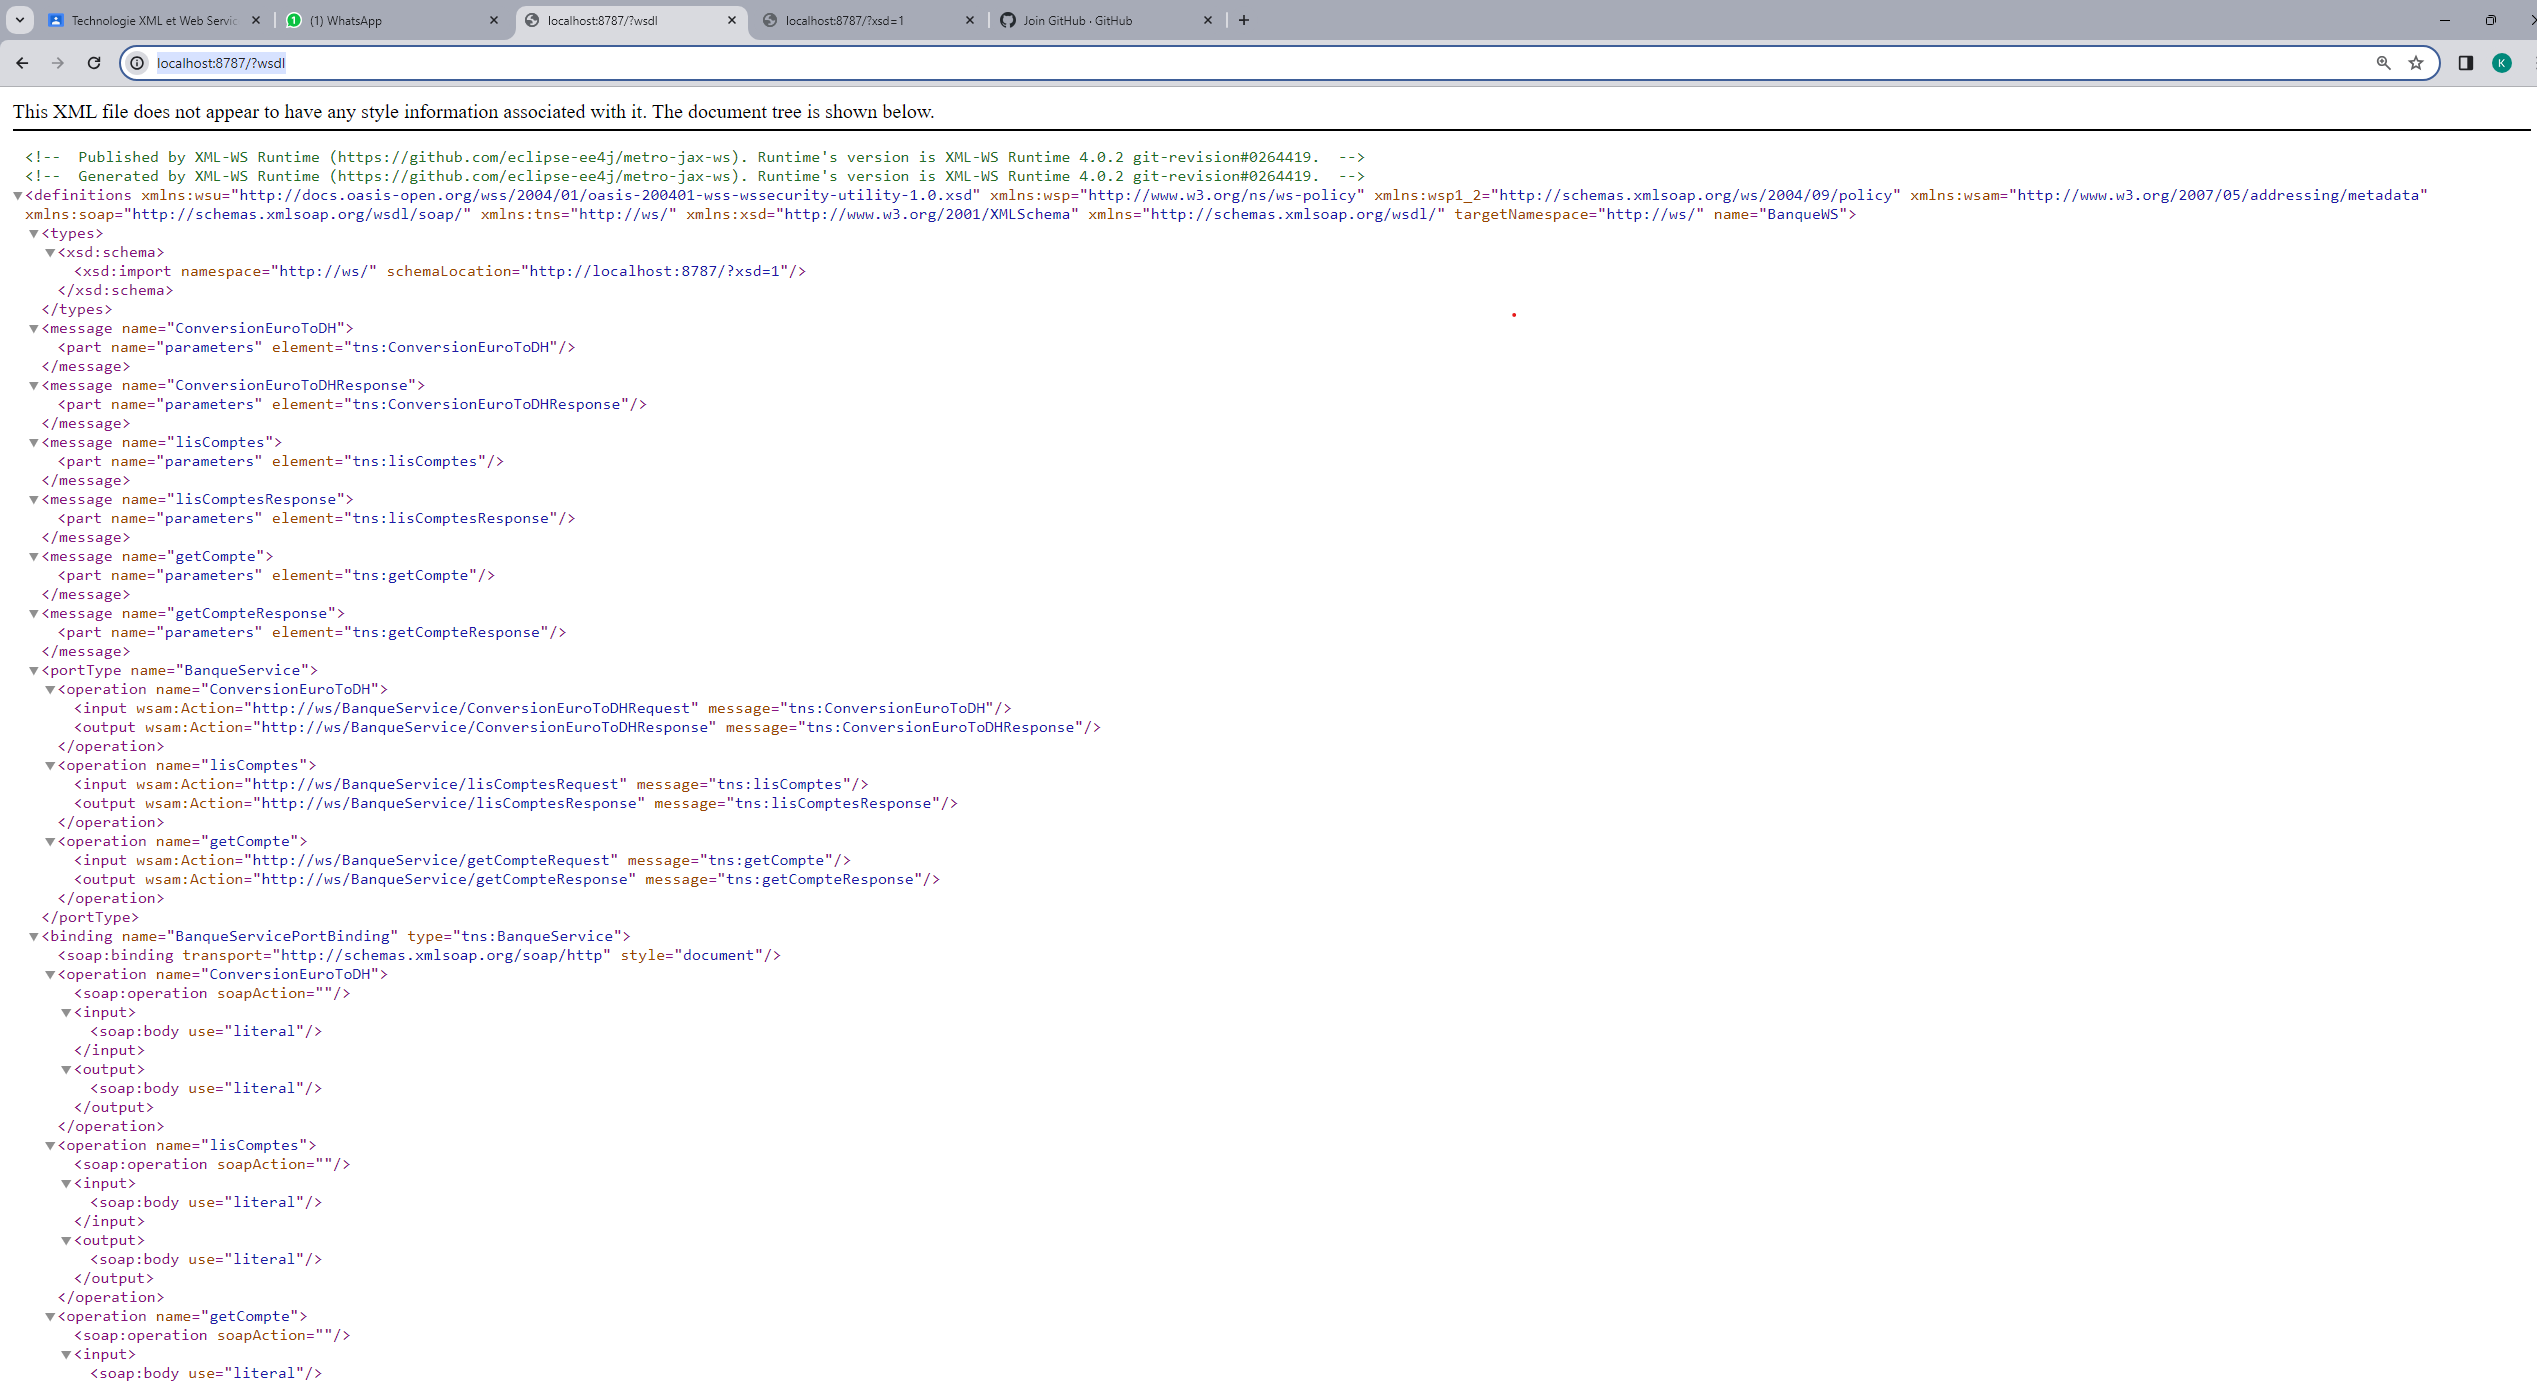 Technologie XML et Web Servic
(1) WhatsApp
localhost:8787/?wsdl
localhost:8787/?xsd=1
Join GitHub · GitHub
localhost:8787/?wsdl
K
This XML file does not appear to have any style information associated with it. The document tree is shown below.
<!-- Published by XML-WS Runtime (https://github.com/eclipse-ee4j/metro-jax-ws). Runtime's version is XML-WS Runtime 4.0.2 git-revision#0264419. -->
<!-- Generated by XML-WS Runtime (https://github.com/eclipse-ee4j/metro-jax-ws). Runtime's version is XML-WS Runtime 4.0.2 git-revision#0264419. -->
<definitions xmlns:wsu="http://docs.oasis-open.org/wss/2004/01/oasis-200401-wss-wssecurity-utility-1.0.xsd" xmlns:wsp="http://www.w3.org/ns/ws-policy" xmlns:wsp1_2="http://schemas.xmlsoap.org/ws/2004/09/policy" xmlns:wsam="http://www.w3.org/2007/05/addressing/metadata"
xmlns:soap="http://schemas.xmlsoap.org/wsdl/soap/" xmlns:tns="http://ws/" xmlns:xsd="http://www.w3.org/2001/XMLSchema" xmlns="http://schemas.xmlsoap.org/wsdl/" targetNamespace="http://ws/" name="BanqueWS">
<types>
<xsd:schema>
<xsd:import namespace="http://ws/" schemaLocation="http://localhost:8787/?xsd=1"/>
</xsd:schema>
</types>
<message name="ConversionEuroToDH">
<part name="parameters" element="tns:ConversionEuroToDH"/>
</message>
<message name="ConversionEuroToDHResponse">
<part name="parameters" element="tns:ConversionEuroToDHResponse"/>
</message>
<message name="lisComptes">
<part name="parameters" element="tns:lisComptes"/>
</message>
<message name="lisComptesResponse">
<part name="parameters" element="tns:lisComptesResponse"/>
</message>
<message name="getCompte">
<part name="parameters" element="tns:getCompte"/>
</message>
<message name="getCompteResponse">
<part name="parameters" element="tns:getCompteResponse"/>
</message>
<portType name="BanqueService">
<operation name="ConversionEuroToDH">
<input wsam:Action="http://ws/BanqueService/ConversionEuroToDHRequest" message="tns:ConversionEuroToDH"/>
<output wsam:Action="http://ws/BanqueService/ConversionEuroToDHResponse" message="tns:ConversionEuroToDHResponse"/>
</operation>
<operation name="lisComptes">
<input wsam:Action="http://ws/BanqueService/lisComptesRequest" message="tns:lisComptes"/>
<output wsam:Action="http://ws/BanqueService/lisComptesResponse" message="tns:lisComptesResponse"/>
</operation>
<operation name="getCompte">
<input wsam:Action="http://ws/BanqueService/getCompteRequest" message="tns:getCompte"/>
<output wsam:Action="http://ws/BanqueService/getCompteResponse" message="tns:getCompteResponse"/>
</operation>
</portType>
<binding name="BanqueServicePortBinding" type="tns:BanqueService">
<soap:binding transport="http://schemas.xmlsoap.org/soap/http" style="document"/>
<operation name="ConversionEuroToDH">
<soap:operation soapAction=""/>
<input>
<soap:body use="literal"/>
</input>
<output>
<soap:body use="literal"/>
</output>
</operation>
<operation name="lisComptes">
<soap:operation soapAction=""/>
<input>
<soap:body use="literal"/>
</input>
<output>
<soap:body use="literal"/>
</output>
</operation>
<operation name="getCompte">
<soap:operation soapAction=""/>
<input>
<soap:body use="literal"/>